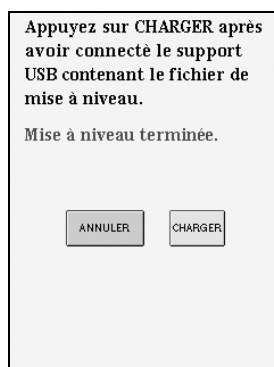 Appuyez sur CHARGER après
avoir connectè le support
USB contenant le fichier de
mise à niveau.
Mise à niveau terminée.
ANNULER CHARGER